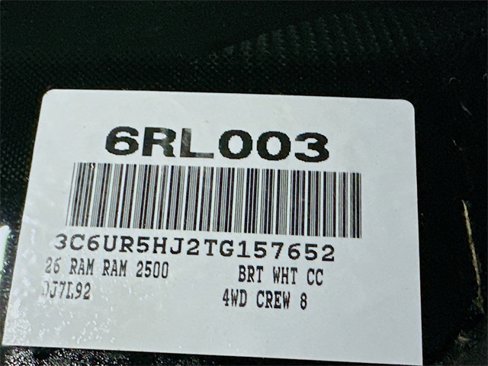 6RL003
3C6UR5HJ2TG157652
26 RAM RAM 2500 BRT WHT CC
DJ7L92 4WD CREW 8